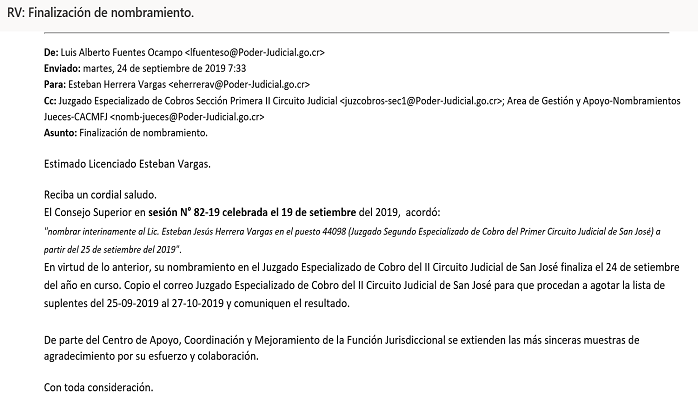 RV: Finalización de nombramiento.
De: Luis Alberto Fuentes Ocampo <lfuenteso@Poder-Judicial.go.cr>
Enviado: martes, 24 de septiembre de 2019 7:33
Para: Esteban Herrera Vargas <eherrerav@Poder-Judicial.go.cr>
Cc: Juzgado Especializado de Cobros Sección Primera II Circuito Judicial <juzcobros-sec1@Poder-Judicial.go.cr>; Area de Gestión y Apoyo-Nombramientos
Jueces-CACMFJ <nomb-jueces@Poder-Judicial.go.cr>
Asunto: Finalización de nombramiento.
Estimado Licenciado Esteban Vargas.
Reciba un cordial saludo.
El Consejo Superior en sesión N° 82-19 celebrada el 19 de setiembre del 2019, acordó:
"nombrar interinamente al Lic. Esteban Jesús Herrera Vargas en el puesto 44098 (Juzgado Segundo Especializado de Cobro del Primer Circuito Judicial de San José) a
partir del 25 de setiembre del 2019".
En virtud de lo anterior, su nombramiento en el Juzgado Especializado de Cobro del II Circuito Judicial de San José finaliza el 24 de setiembre
del año en curso. Copio el correo Juzgado Especializado de Cobro del II Circuito Judicial de San José para que procedan a agotar la lista de
suplentes del 25-09-2019 al 27-10-2019 y comuniquen el resultado.
De parte del Centro de Apoyo, Coordinación y Mejoramiento de la Función Jurisdiccional se extienden las más sinceras muestras de
agradecimiento por su esfuerzo y colaboración.
Con toda consideración.